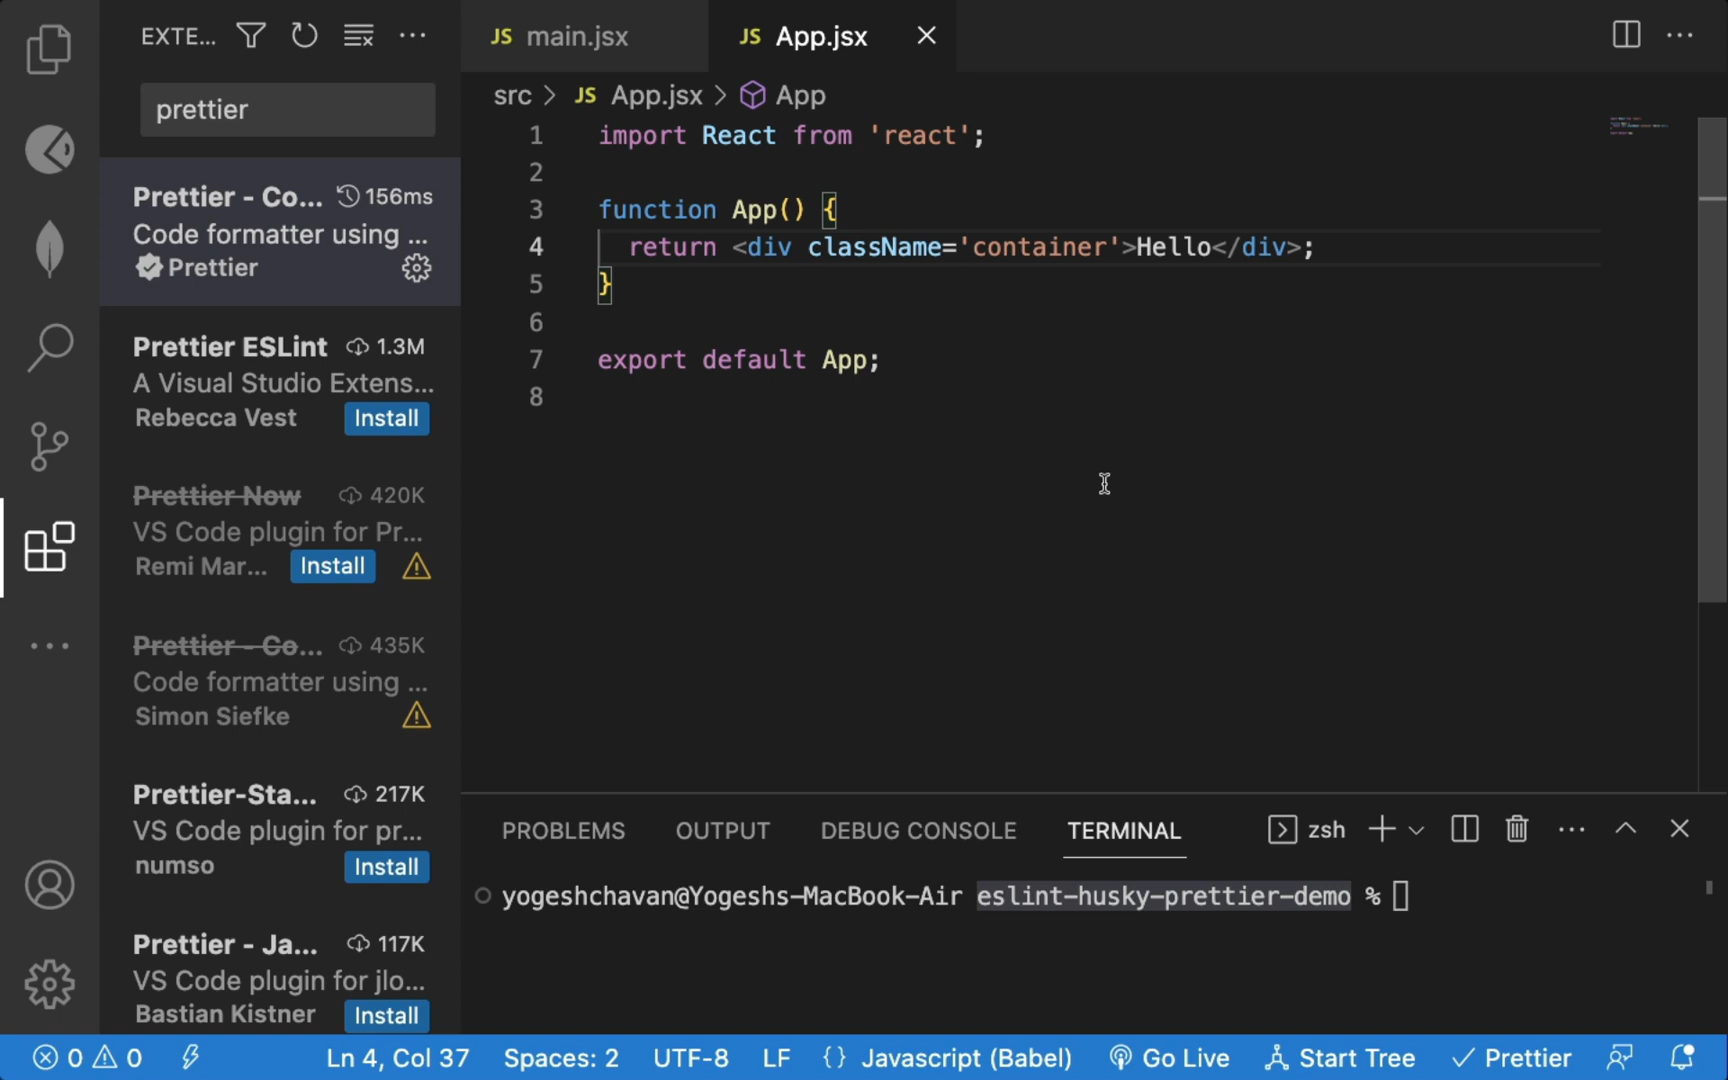 EXTE...
prettier
Prettier - Co... 156ms
Code formatter using ...
Prettier
Prettier ESLint 1.3M
A Visual Studio Extens...
Rebecca Vest Install
Prettier Now 420K
VS Code plugin for Pr...
Remi Mar... Install
Prettier - Co... 435K
Code formatter using ...
Simon Siefke
Prettier-Sta... 217K
VS Code plugin for pr...
numso Install
Prettier - Ja... 117K
VS Code plugin for jlo...
Bastian Kistner Install
JS main.jsx JS App.jsx
src > JS App.jsx > App
1 import React from 'react';
2
3 function App() {
4 return <div className='container'>Hello</div>;
5 }
6
7 export default App;
8
PROBLEMS OUTPUT DEBUG CONSOLE TERMINAL zsh
yogeshchavan@Yogeshs-MacBook-Air eslint-husky-prettier-demo %
0 0 Ln 4, Col 37 Spaces: 2 UTF-8 LF {} Javascript (Babel) Go Live Start Tree Prettier